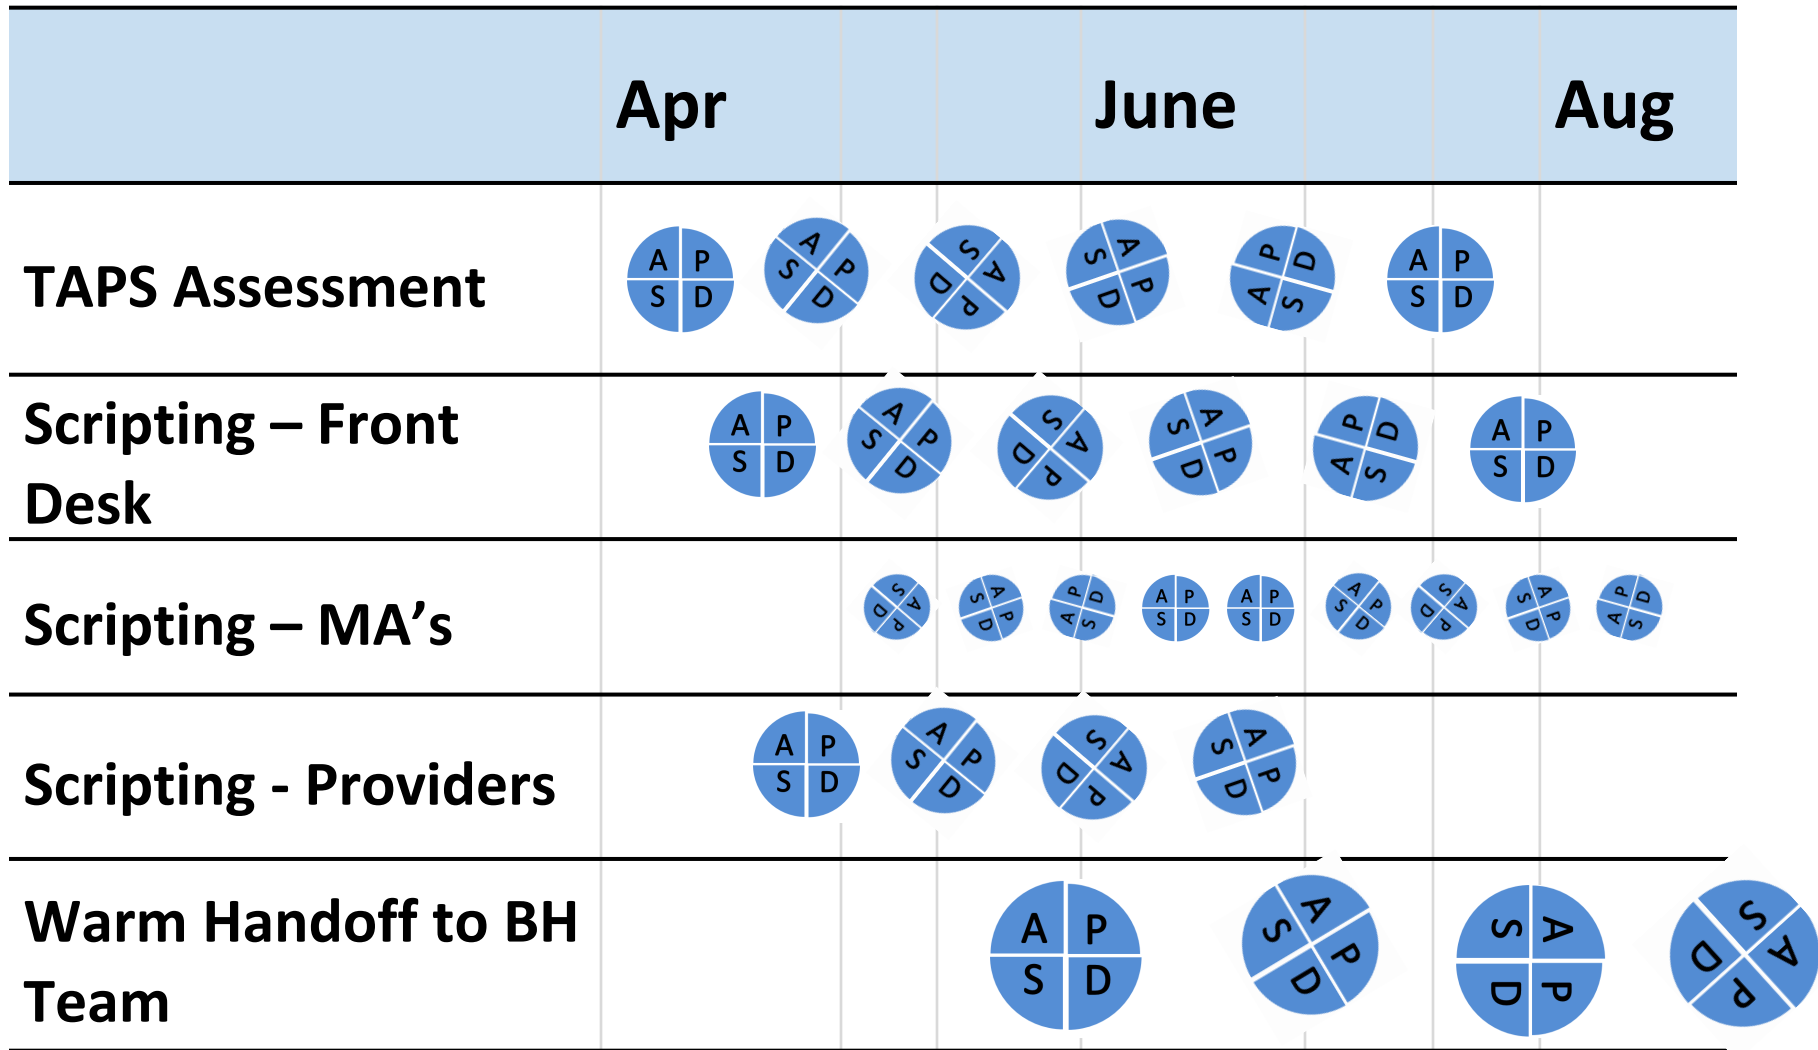 Apr June Aug
TAPS Assessment
A P S D A P S D S A D P A P S D P D A S A P S D
Scripting – Front
Desk
A P S D A P S D S A D P A P S D P D A S A P S D
Scripting – MA’s
S A D P A P S D P D A S A P S D A P S D A P S D S A D P A P S D P D A S
Scripting - Providers
A P S D A P S D S A D P A P S D
Warm Handoff to BH
Team
A P S D A P S D S A D P S A D P